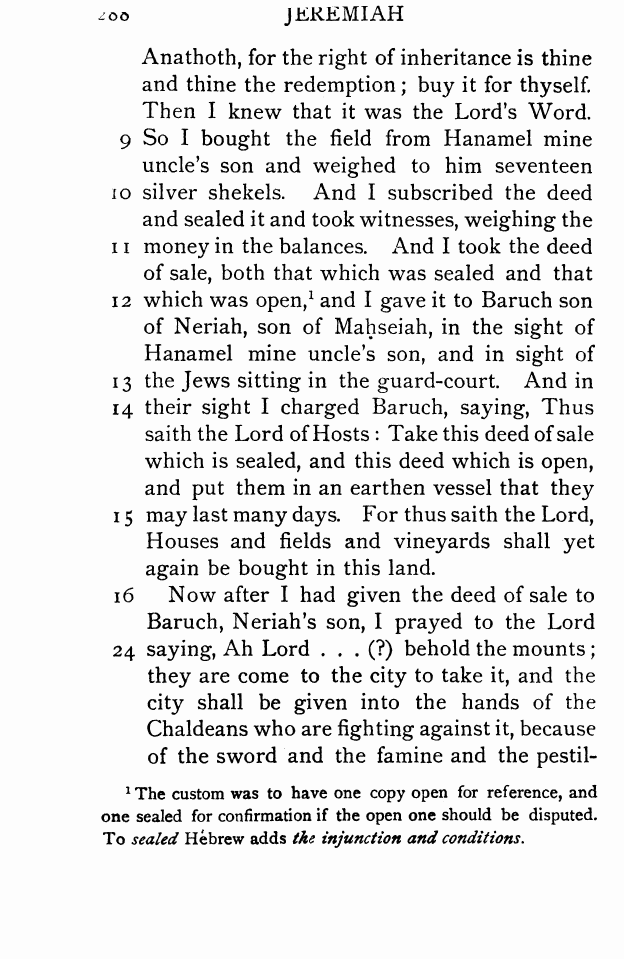 200 JEREMIAH
Anathoth, for the right of inheritance is thine
and thine the redemption; buy it for thyself.
Then I knew that it was the Lord's Word.
9 So I bought the field from Hanamel mine
uncle's son and weighed to him seventeen
10 silver shekels. And I subscribed the deed
and sealed it and took witnesses, weighing the
11 money in the balances. And I took the deed
of sale, both that which was sealed and that
12 which was open,¹ and I gave it to Baruch son
of Neriah, son of Maḥseiah, in the sight of
Hanamel mine uncle's son, and in sight of
13 the Jews sitting in the guard-court. And in
14 their sight I charged Baruch, saying, Thus
saith the Lord of Hosts: Take this deed of sale
which is sealed, and this deed which is open,
and put them in an earthen vessel that they
15 may last many days. For thus saith the Lord,
Houses and fields and vineyards shall yet
again be bought in this land.
16 Now after I had given the deed of sale to
Baruch, Neriah's son, I prayed to the Lord
24 saying, Ah Lord . . . (?) behold the mounts;
they are come to the city to take it, and the
city shall be given into the hands of the
Chaldeans who are fighting against it, because
of the sword and the famine and the pestil-
¹ The custom was to have one copy open for reference, and
one sealed for confirmation if the open one should be disputed.
To sealed Hebrew adds the injunction and conditions.